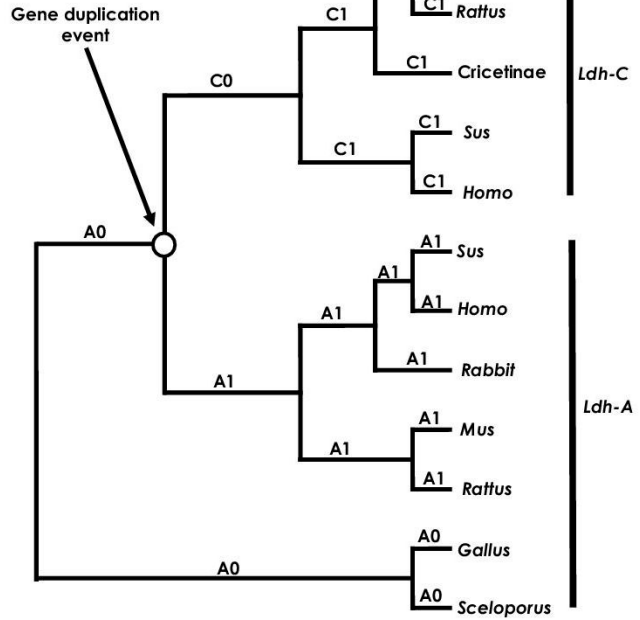 Gene duplication
event
C1
C1
Rattus
C1
Cricetinae
Ldh-C
C0
C1
Sus
C1
C1
Homo
A0
A1
Sus
A1
A1
Homo
A1
A1
Rabbit
A1
Ldh-A
A1
Mus
A1
A1
Rattus
A0
Gallus
A0
A0
Sceloporus